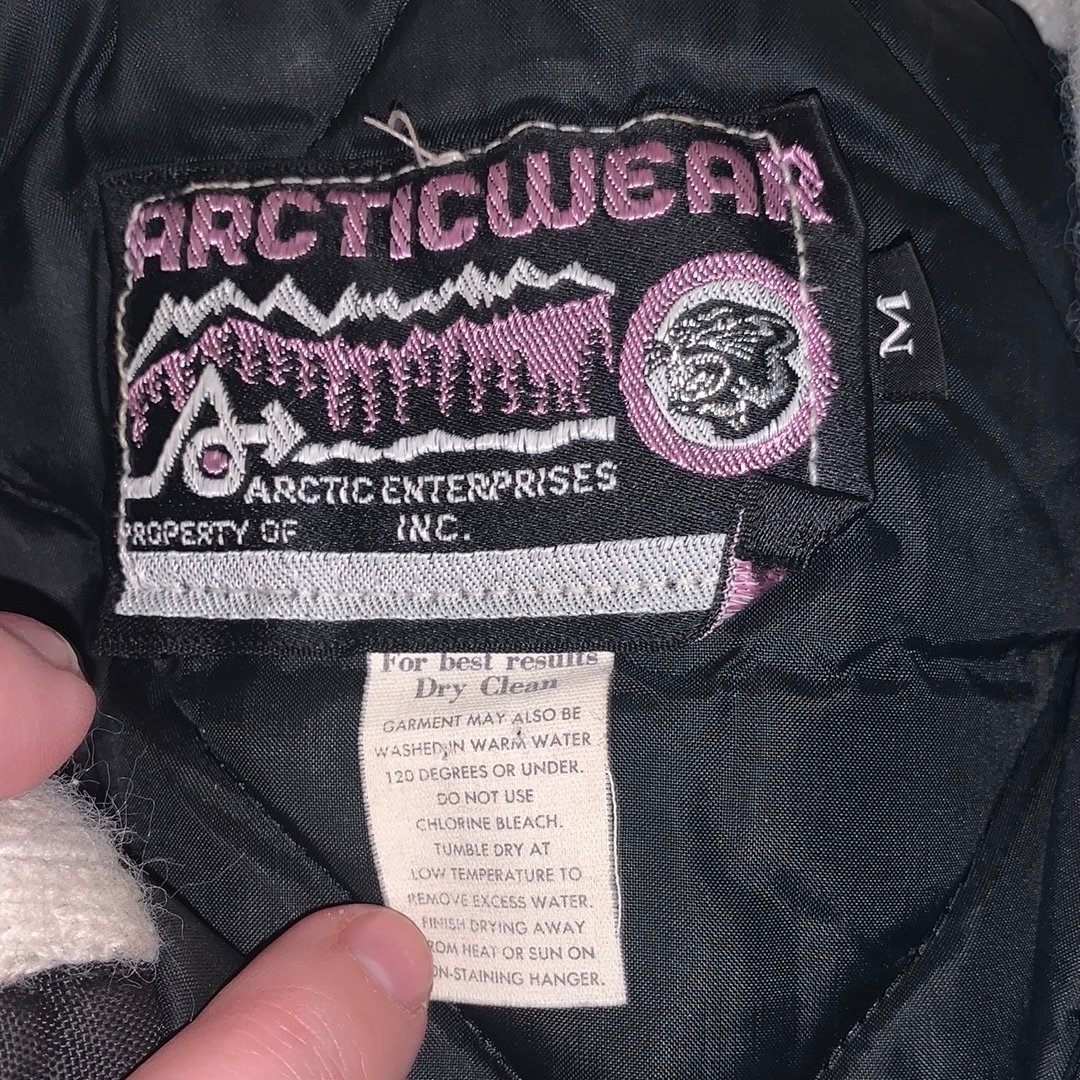 ARCTICWEAR
M
ARCTIC ENTERPRISES
INC.
PROPERTY OF
For best results
Dry Clean
GARMENT MAY ALSO BE
WASHED IN WARM WATER
120 DEGREES OR UNDER.
DO NOT USE
CHLORINE BLEACH.
TUMBLE DRY AT
LOW TEMPERATURE TO
REMOVE EXCESS WATER.
FINISH DRYING AWAY
ROM HEAT OR SUN ON
ON-STAINING HANGER.